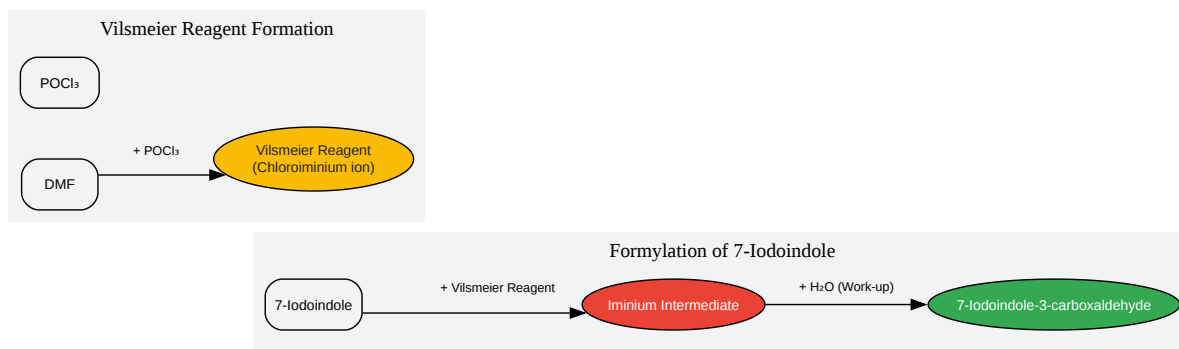 Vilsmeier Reagent Formation
POCl₃
+ POCl₃
Vilsmeier Reagent
(Chloroiminium ion)
DMF
Formylation of 7-Iodoindole
7-Iodoindole
+ Vilsmeier Reagent
Iminium Intermediate
+ H₂O (Work-up)
7-Iodoindole-3-carboxaldehyde